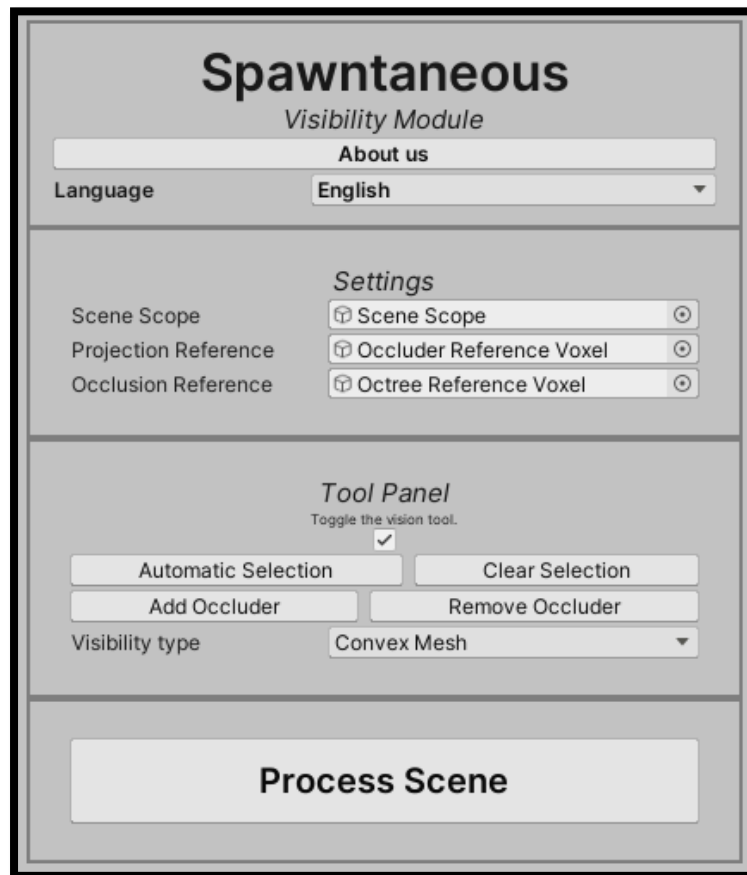 Spawntaneous
Visibility Module
About us
Language English
Settings
Scene Scope Scene Scope
Projection Reference Occluder Reference Voxel
Occlusion Reference Octree Reference Voxel
Tool Panel
Toggle the vision tool.
Automatic Selection Clear Selection
Add Occluder Remove Occluder
Visibility type Convex Mesh
Process Scene